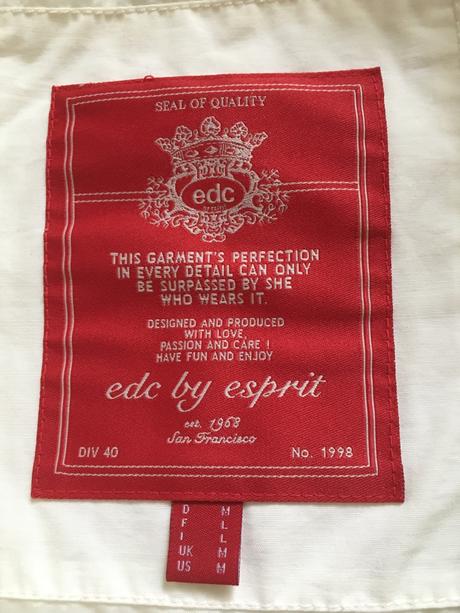 SEAL OF QUALITY
edc
THIS GARMENT'S PERFECTION
IN EVERY DETAIL CAN ONLY
BE SURPASSED BY SHE
WHO WEARS IT.
DESIGNED AND PRODUCED
WITH LOVE,
PASSION AND CARE !
HAVE FUN AND ENJOY
edc by esprit
est. 1968
San Francisco
DIV 40 No. 1998
D M
F L
I L
UK M
US M